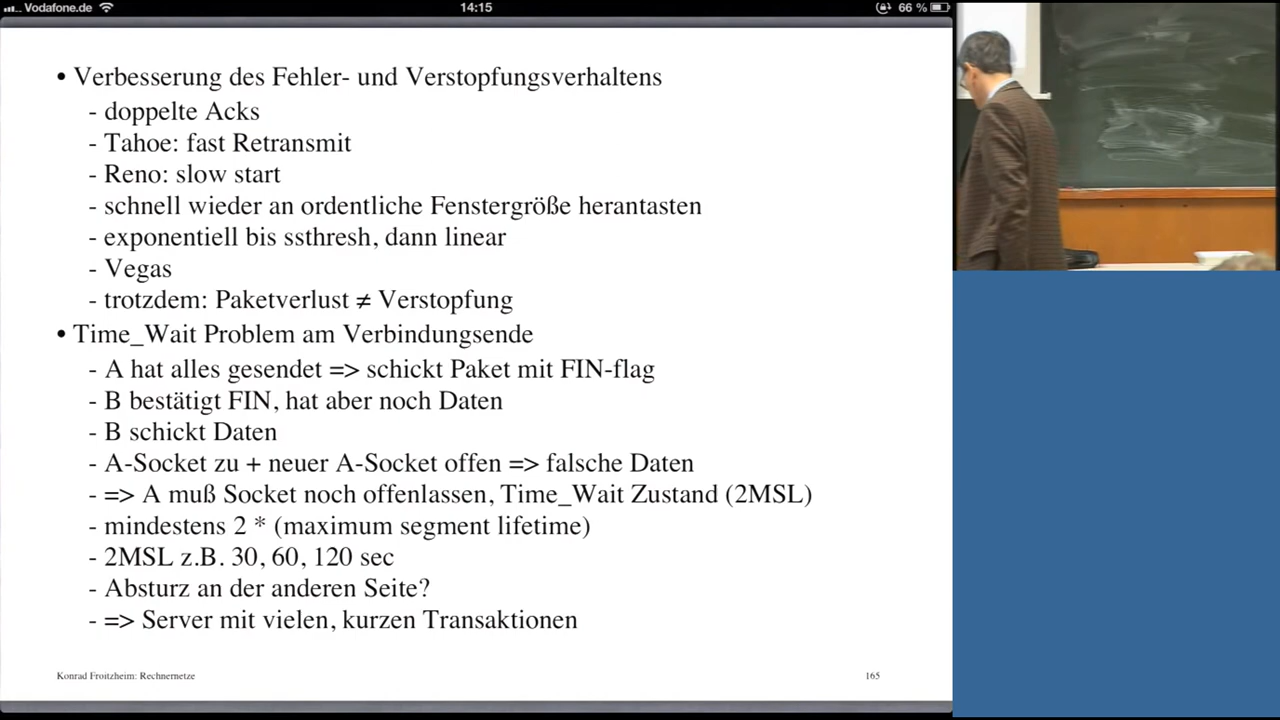 Vodafone.de
14:15
66 %
• Verbesserung des Fehler- und Verstopfungsverhaltens
- doppelte Acks
- Tahoe: fast Retransmit
- Reno: slow start
- schnell wieder an ordentliche Fenstergröße herantasten
- exponentiell bis ssthresh, dann linear
- Vegas
- trotzdem: Paketverlust ≠ Verstopfung
• Time_Wait Problem am Verbindungsende
- A hat alles gesendet => schickt Paket mit FIN-flag
- B bestätigt FIN, hat aber noch Daten
- B schickt Daten
- A-Socket zu + neuer A-Socket offen => falsche Daten
- => A muß Socket noch offenlassen, Time_Wait Zustand (2MSL)
- mindestens 2 * (maximum segment lifetime)
- 2MSL z.B. 30, 60, 120 sec
- Absturz an der anderen Seite?
- => Server mit vielen, kurzen Transaktionen
Konrad Froitzheim: Rechnernetze
165